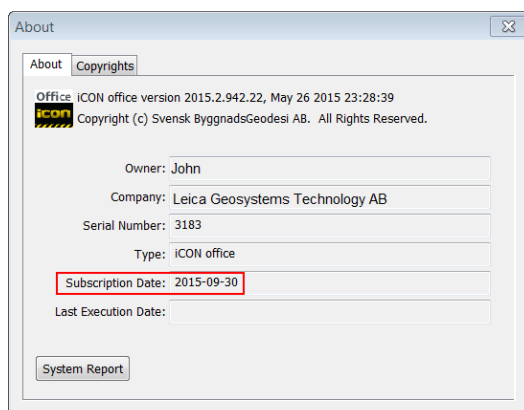 About
About Copyrights
Office iCON office version 2015.2.942.22, May 26 2015 23:28:39
icon Copyright (c) Svensk ByggnadsGeodesi AB. All Rights Reserved.
Owner: John
Company: Leica Geosystems Technology AB
Serial Number: 3183
Type: iCON office
Subscription Date: 2015-09-30
Last Execution Date:
System Report